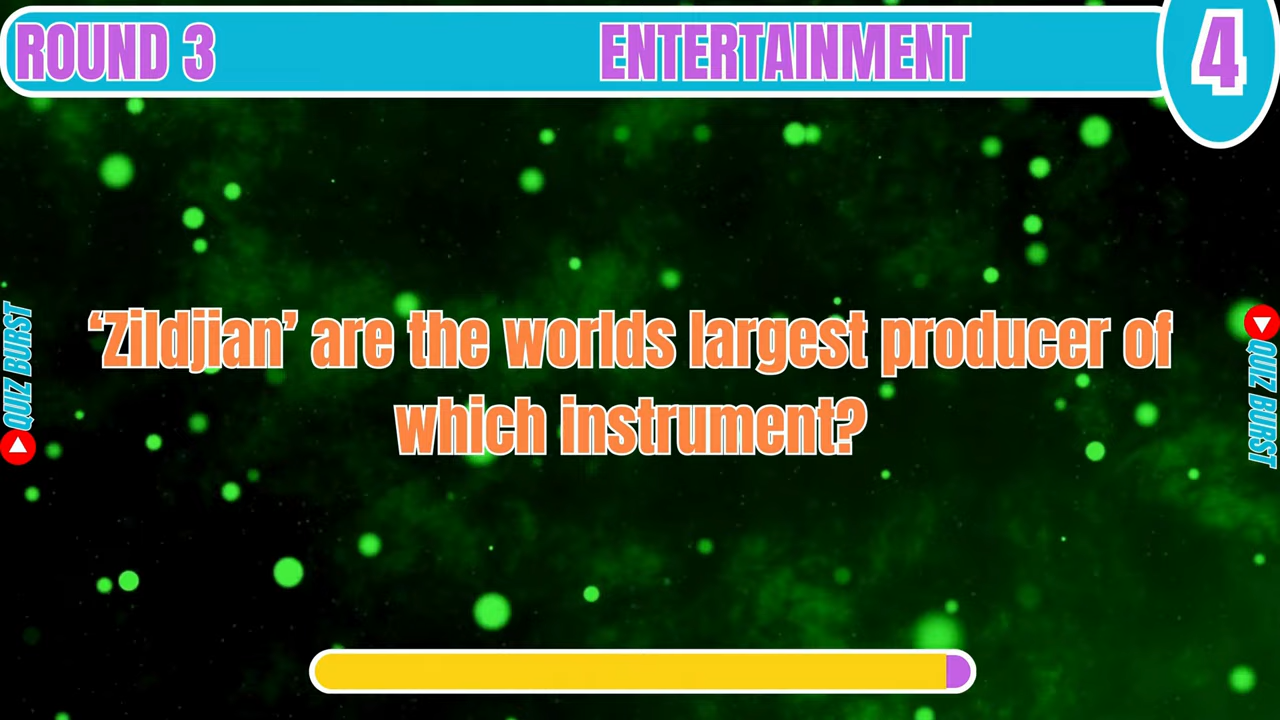 ROUND 3
ENTERTAINMENT
4
‘Zildjian’ are the worlds largest producer of
which instrument?
QUIZ BURST
QUIZ BURST